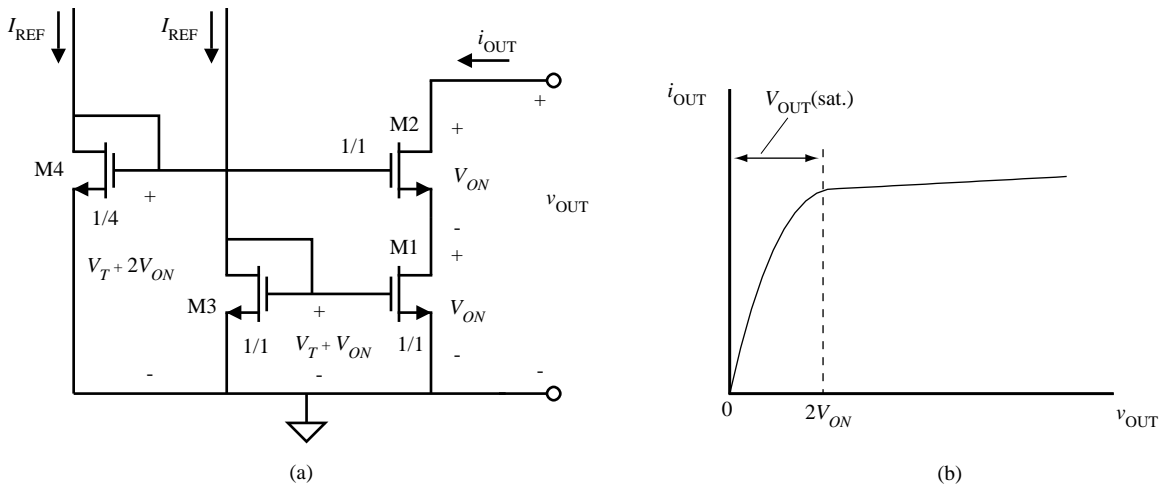 I_REF
I_REF
i_OUT
+
M2
+
1/1
V_ON
-
v_OUT
M4
+
1/4
V_T + 2V_ON
-
M1
+
V_ON
-
M3
+
1/1
V_T + V_ON
-
1/1
-
(a)
i_OUT
V_OUT(sat.)
0
2V_ON
v_OUT
(b)